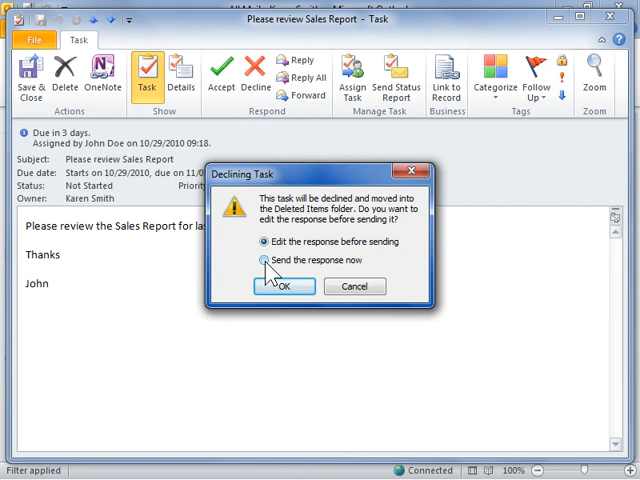 Please review Sales Report - Task
File
Task
Save &
Close
Delete
OneNote
Actions
Task
Details
Show
Accept
Decline
Reply
Reply All
Forward
Respond
Assign
Task
Send Status
Report
Manage Task
Link to
Record
Business
Categorize
Follow
Up
Tags
Zoom
Zoom
Due in 3 days.
Assigned by John Doe on 10/29/2010 09:18.
Subject: Please review Sales Report
Due date: Starts on 10/29/2010, due on 11/0
Status: Not Started Priorit
Owner: Karen Smith
Please review the Sales Report for las
Thanks
John
Declining Task
This task will be declined and moved into
the Deleted Items folder. Do you want to
edit the response before sending it?
Edit the response before sending
Send the response now
OK
Cancel
Filter applied
Connected
100%